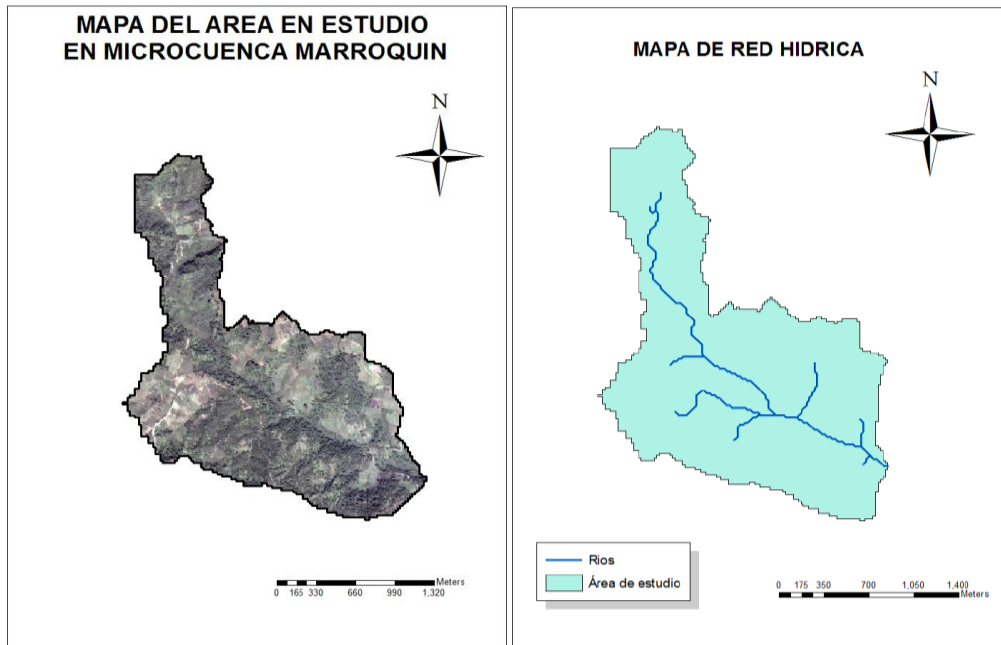 MAPA DEL AREA EN ESTUDIO
EN MICROCUENCA MARROQUIN
N
Meters
0 165 330 660 990 1,320
MAPA DE RED HIDRICA
N
Rios
Área de estudio
0 175 350 700 1,050 1,400
Meters